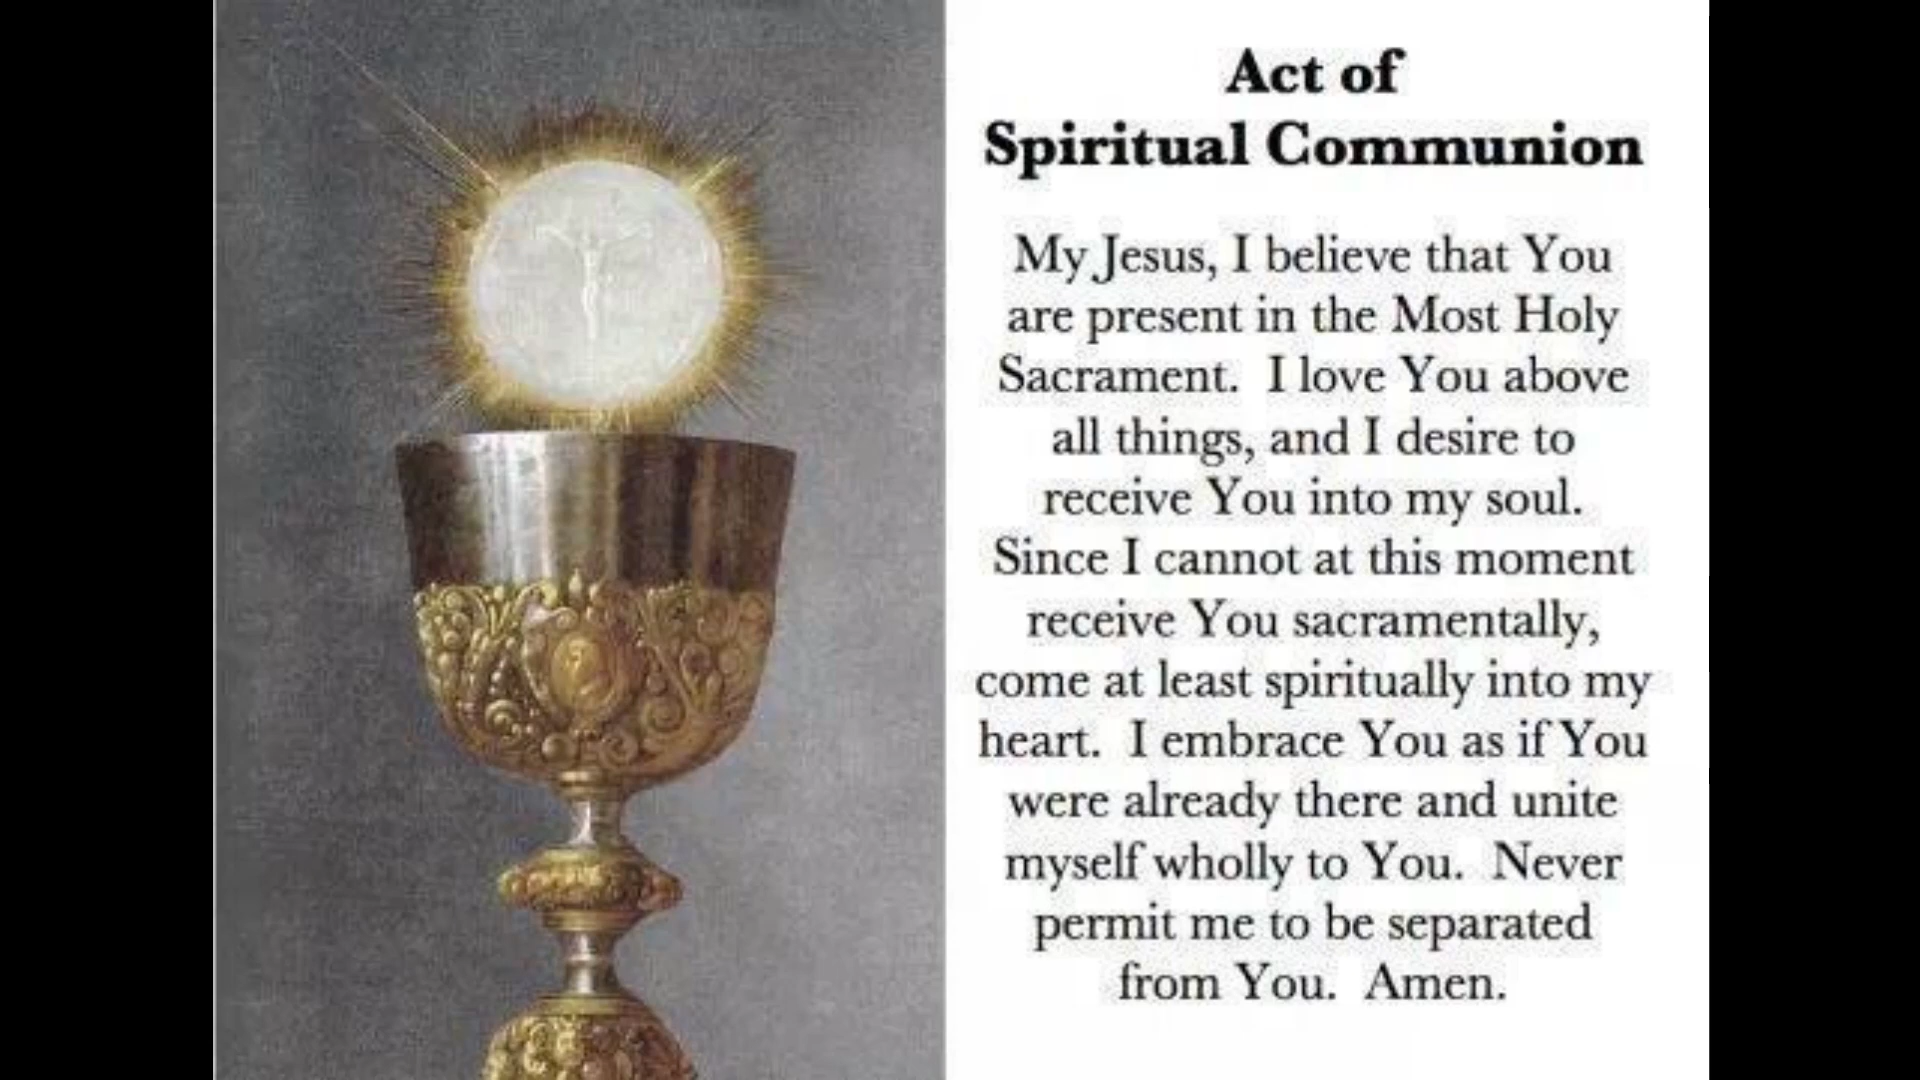 Act of
Spiritual Communion
My Jesus, I believe that You
are present in the Most Holy
Sacrament. I love You above
all things, and I desire to
receive You into my soul.
Since I cannot at this moment
receive You sacramentally,
come at least spiritually into my
heart. I embrace You as if You
were already there and unite
myself wholly to You. Never
permit me to be separated
from You. Amen.